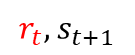 r_t, s_{t+1}